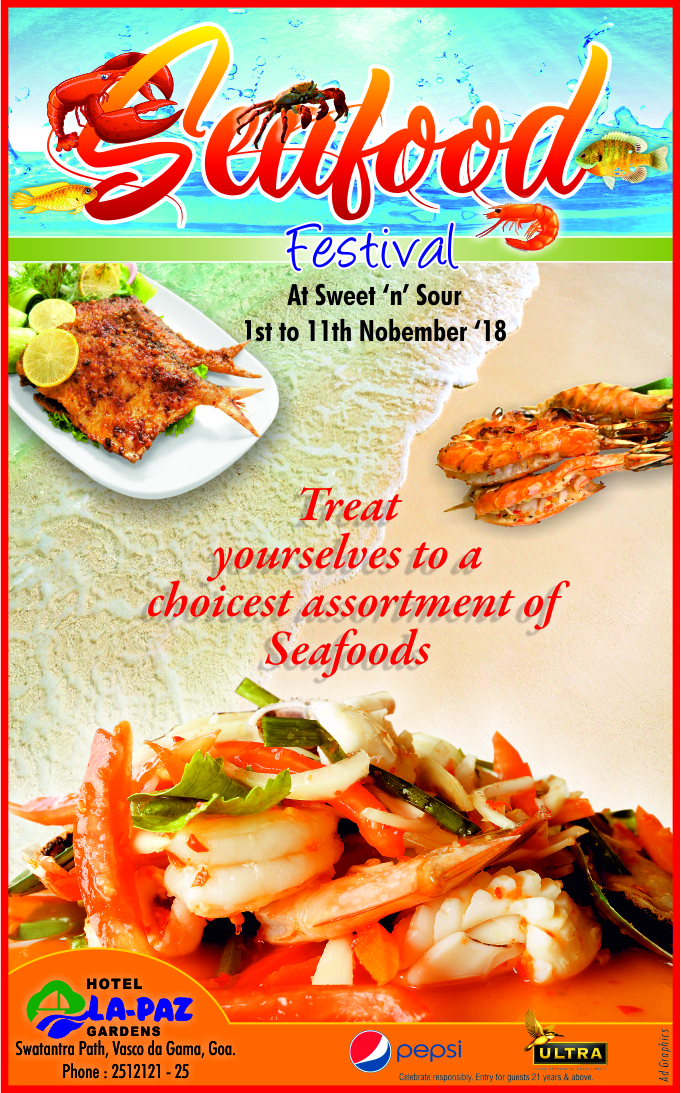 Seafood
Festival
At Sweet ‘n’ Sour
1st to 11th Nobember ‘18
Treat
yourselves to a
choicest assortment of
Seafoods
HOTEL
LA-PAZ
GARDENS
Swatantra Path, Vasco da Gama, Goa.
Phone : 2512121 - 25
pepsi
ULTRA
Celebrate responsibly. Entry for guests 21 years & above.
Ad Graphics